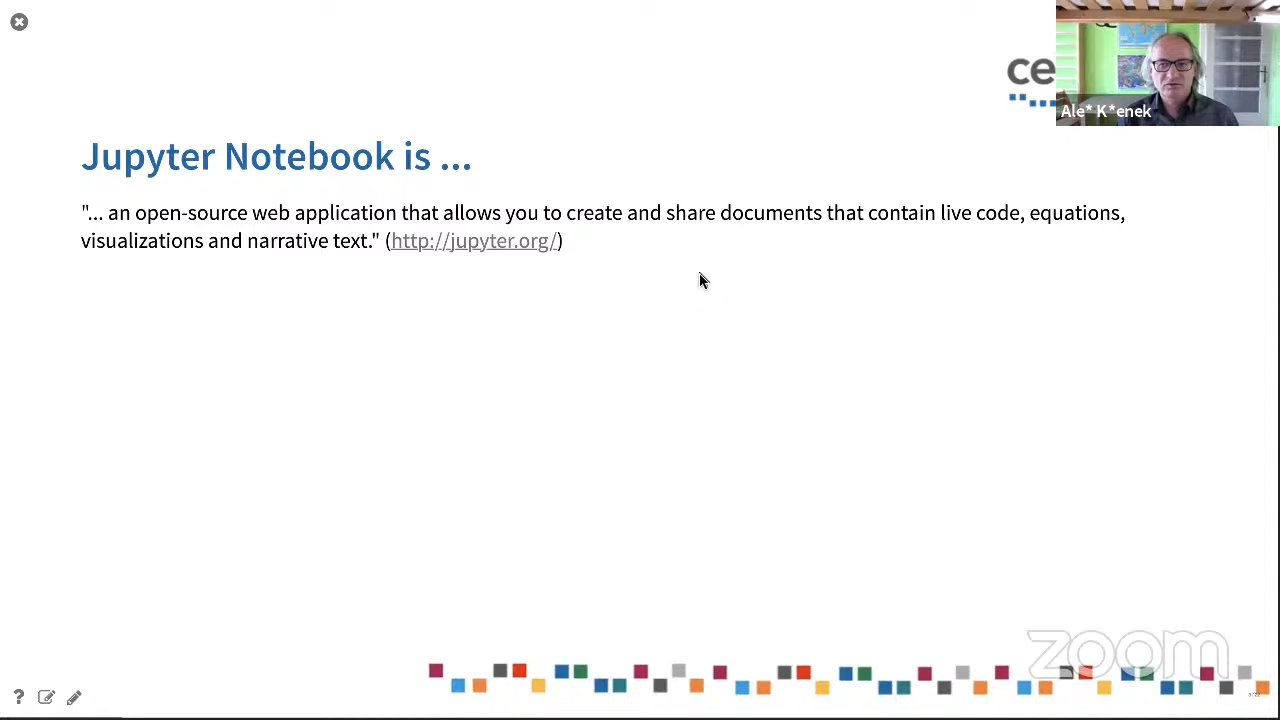 ce
Ale* K*enek
Jupyter Notebook is ...
"... an open-source web application that allows you to create and share documents that contain live code, equations,
visualizations and narrative text." (http://jupyter.org/)
zoom
?